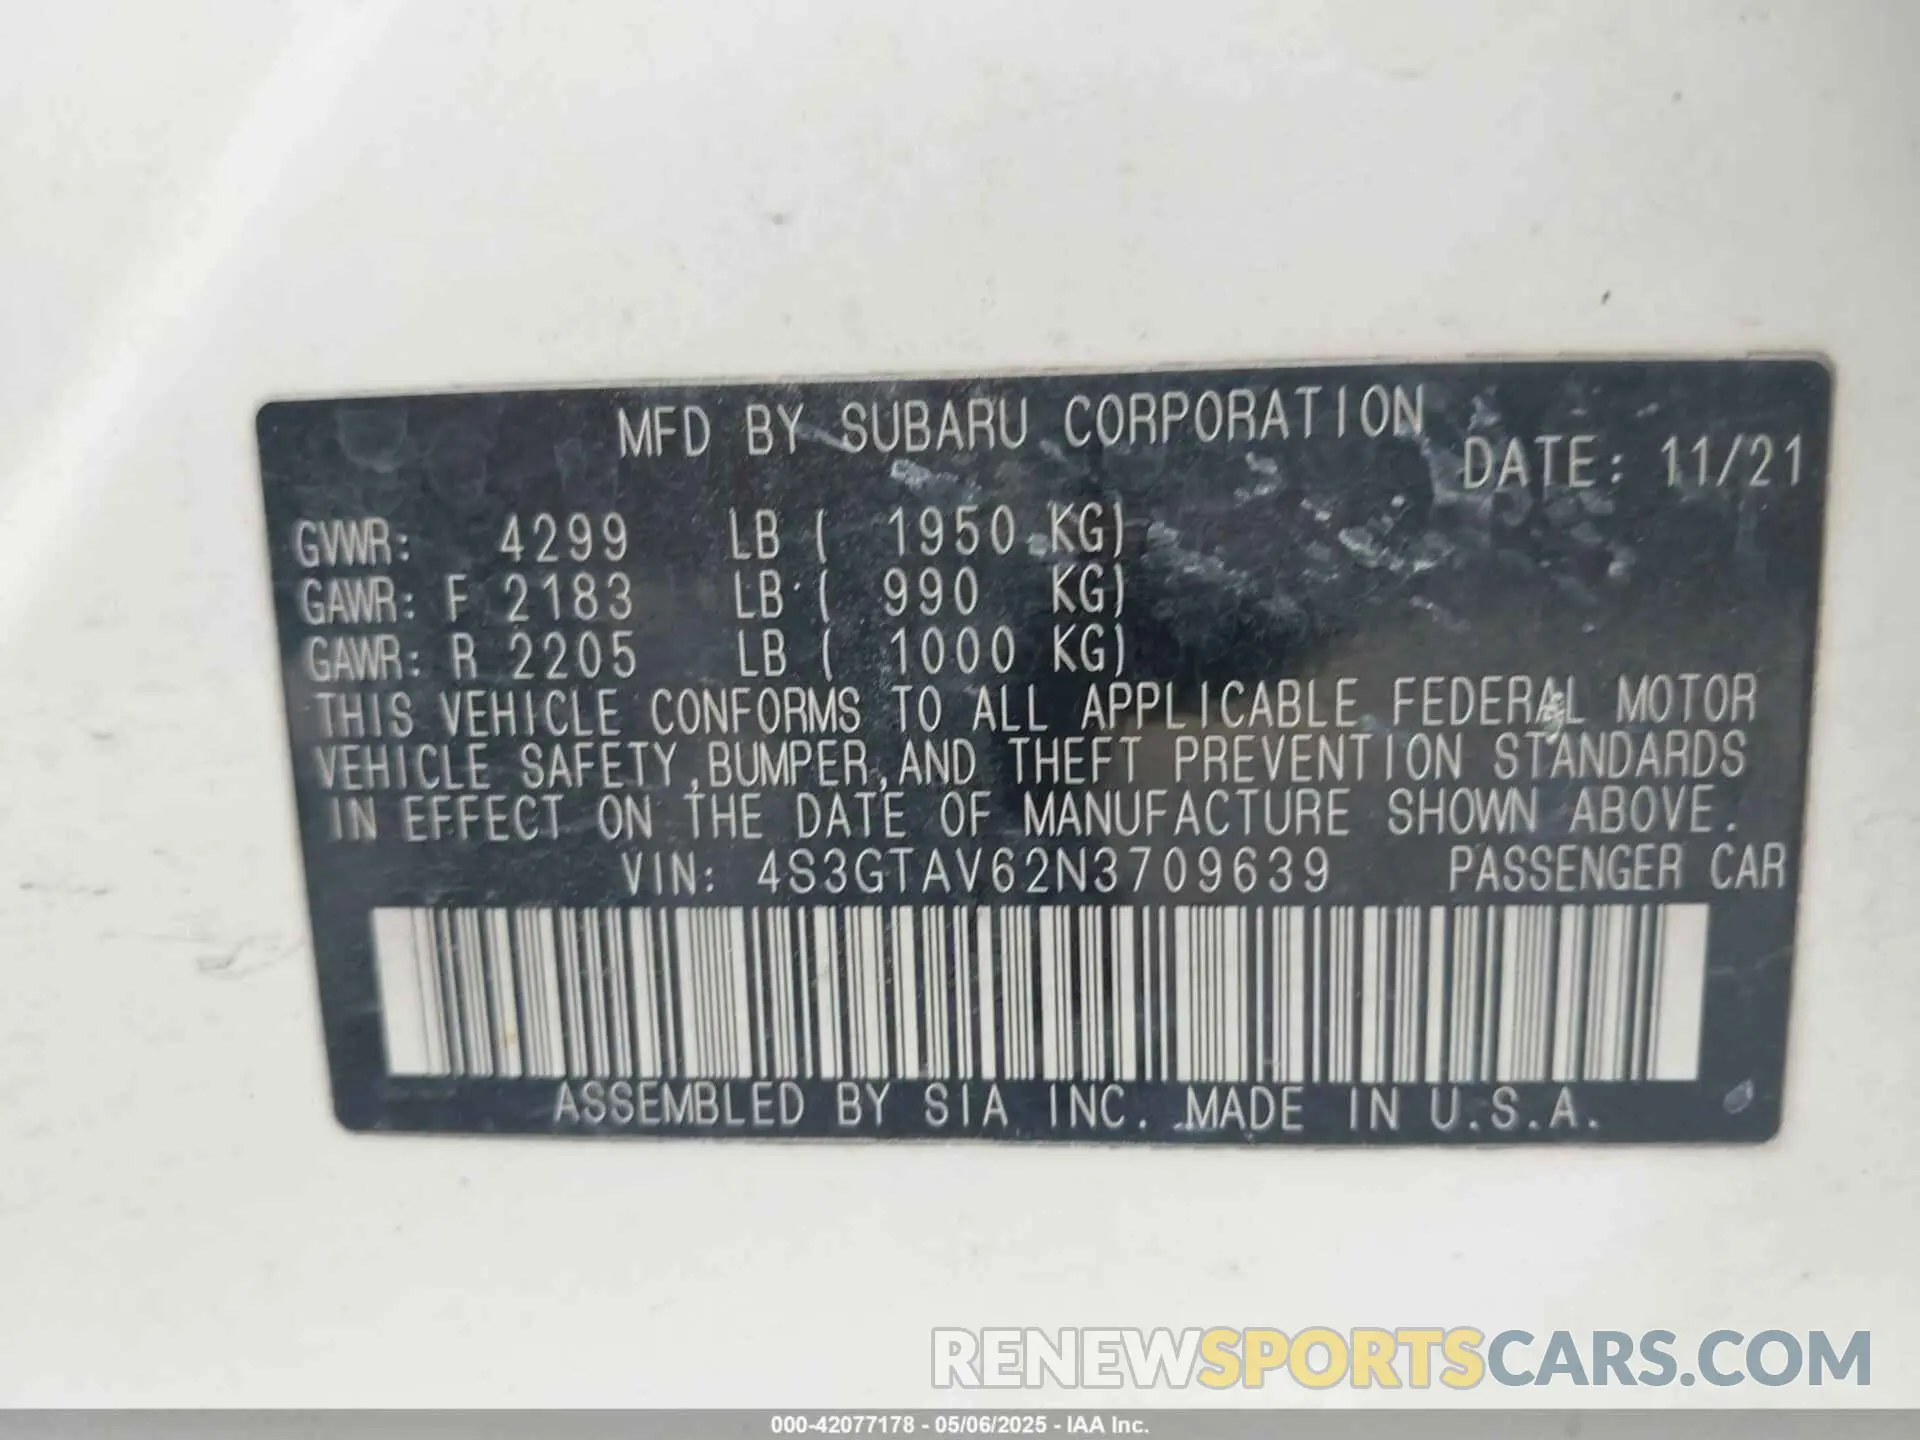 MFD BY SUBARU CORPORATION
DATE: 11/21
GVWR: 4299 LB ( 1950 KG)
GAWR: F 2183 LB ( 990 KG)
GAWR: R 2205 LB ( 1000 KG)
THIS VEHICLE CONFORMS TO ALL APPLICABLE FEDERAL MOTOR
VEHICLE SAFETY,BUMPER,AND THEFT PREVENTION STANDARDS
IN EFFECT ON THE DATE OF MANUFACTURE SHOWN ABOVE.
VIN: 4S3GTAV62N3709639 PASSENGER CAR
ASSEMBLED BY SIA INC. MADE IN U.S.A.
RENEWSPORTSCARS.COM
000-42077178 - 05/06/2025 - IAA Inc.